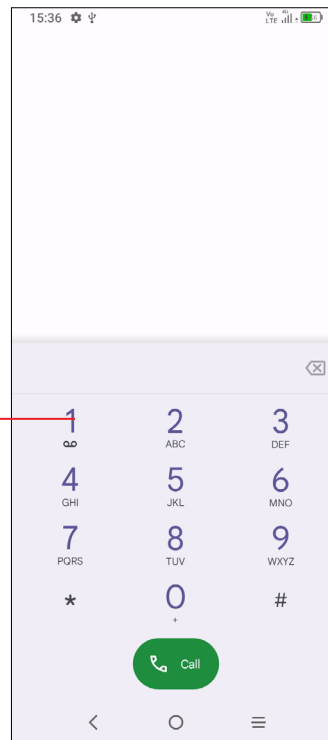 15:36
Vo LTE 4G
1 2 3
ABC DEF
4 5 6
GHI JKL MNO
7 8 9
PQRS TUV WXYZ
* 0 #
+
Call